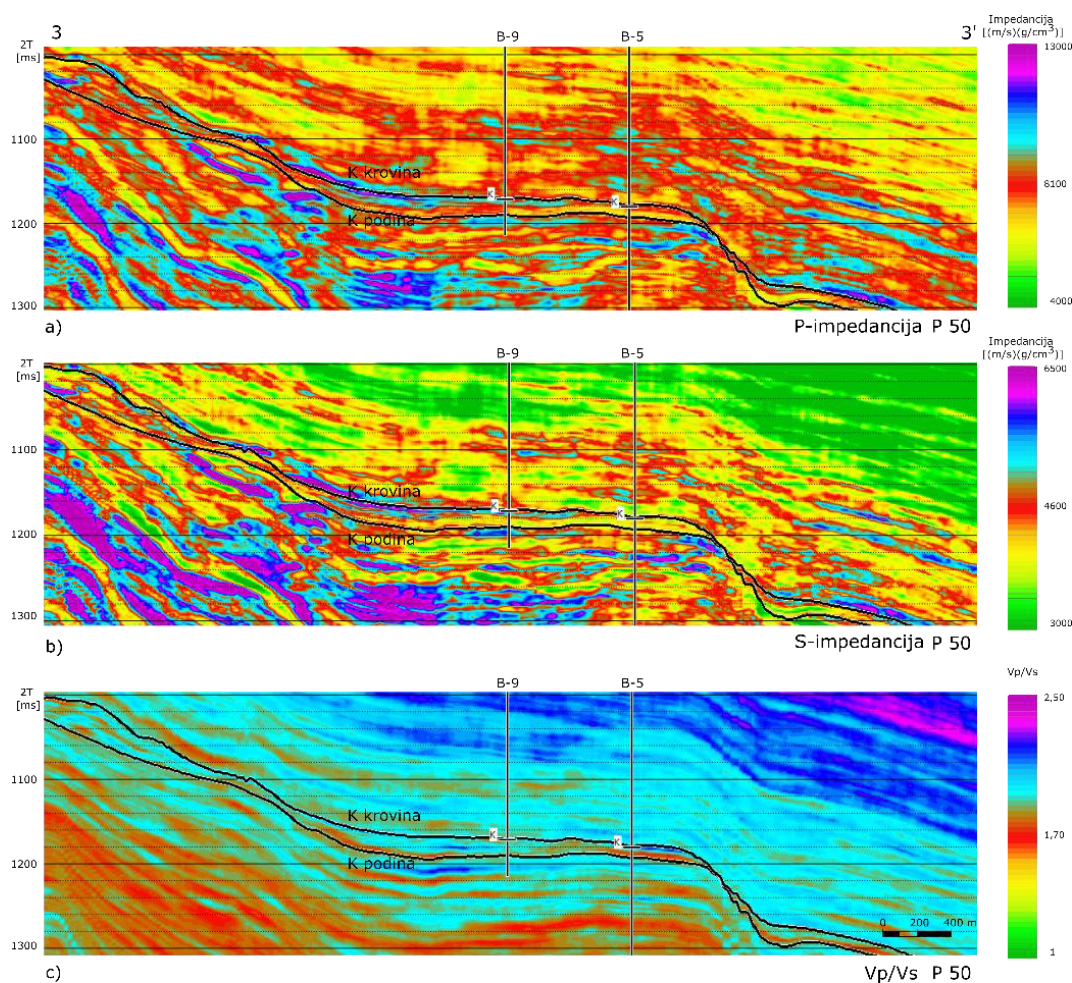 3
3'
B-9
B-5
2T
[ms]
1100
1200
1300
K krovina
K podina
K
K
a)
P-impedancija P 50
Impedancija
[(m/s)(g/cm³)]
13000
6100
4000
B-9
B-5
2T
[ms]
1100
1200
1300
K krovina
K podina
K
K
b)
S-impedancija P 50
Impedancija
[(m/s)(g/cm³)]
6500
4600
3000
B-9
B-5
2T
[ms]
1100
1200
1300
K krovina
K podina
K
K
0 200 400 m
c)
Vp/Vs P 50
Vp/Vs
2,50
1,70
1